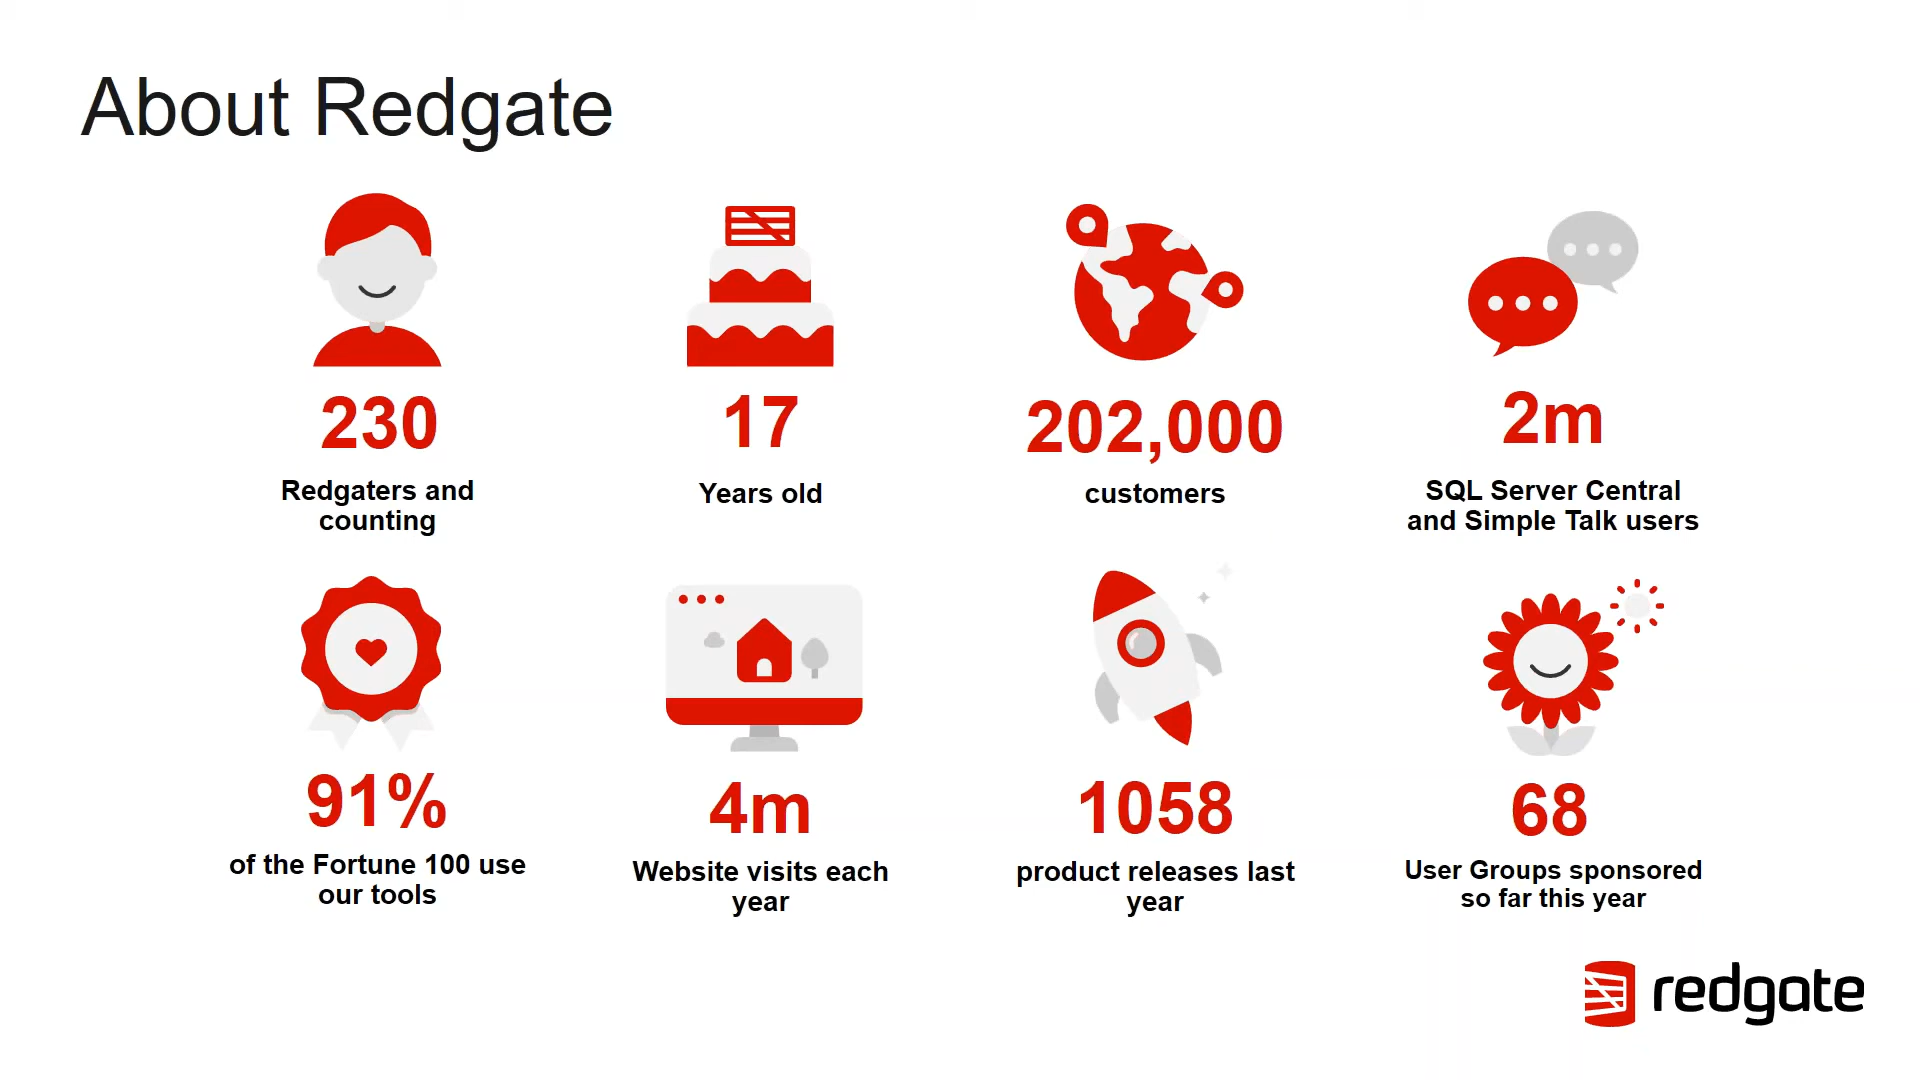 About Redgate
230
Redgaters and
counting
17
Years old
202,000
customers
2m
SQL Server Central
and Simple Talk users
91%
of the Fortune 100 use
our tools
4m
Website visits each
year
1058
product releases last
year
68
User Groups sponsored
so far this year
redgate